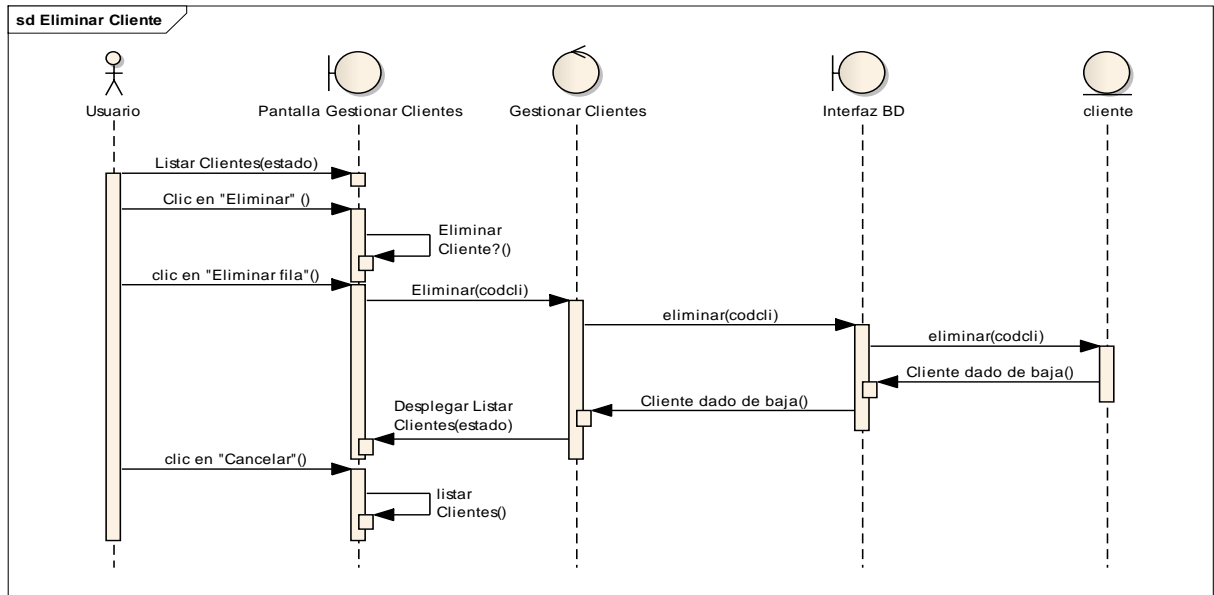 sd Eliminar Cliente
Usuario
Pantalla Gestionar Clientes
Gestionar Clientes
Interfaz BD
cliente
Listar Clientes(estado)
Clic en "Eliminar" ()
Eliminar
Cliente?()
clic en "Eliminar fila"()
Eliminar(codcli)
eliminar(codcli)
eliminar(codcli)
Cliente dado de baja()
Cliente dado de baja()
Desplegar Listar
Clientes(estado)
clic en "Cancelar"()
listar
Clientes()